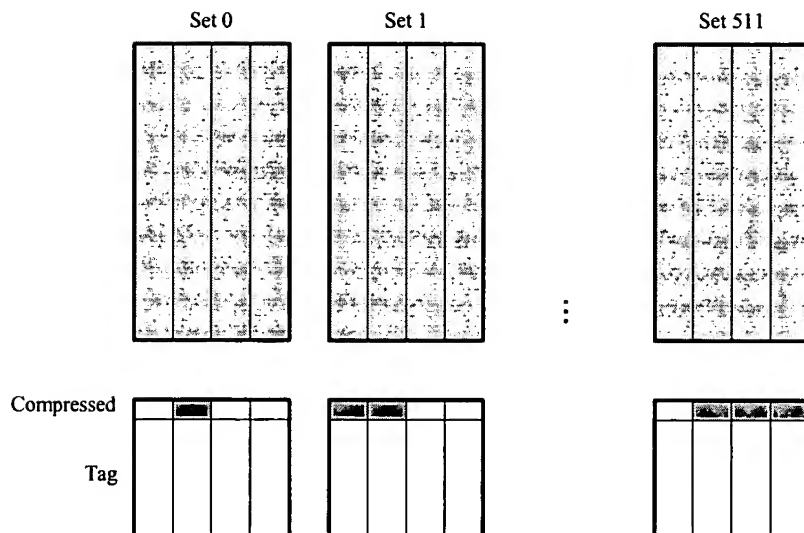 Set 0
Set 1
Set 511
⋮
Compressed
Tag